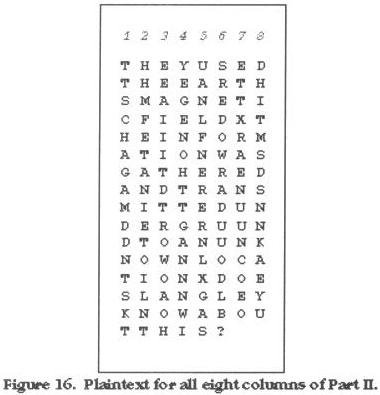 1 2 3 4 5 6 7 8
T H E Y U S E D
T H E E A R T H
S M A G N E T I
C F I E L D X T
H E I N F O R M
A T I O N W A S
G A T H E R E D
A N D T R A N S
M I T T E D U N
D E R G R U U N
D T O A N U N K
N O W N L O C A
T I O N X D O E
S L A N G L E Y
K N O W A B O U
T T H I S ?
Figure 16. Plaintext for all eight columns of Part II.